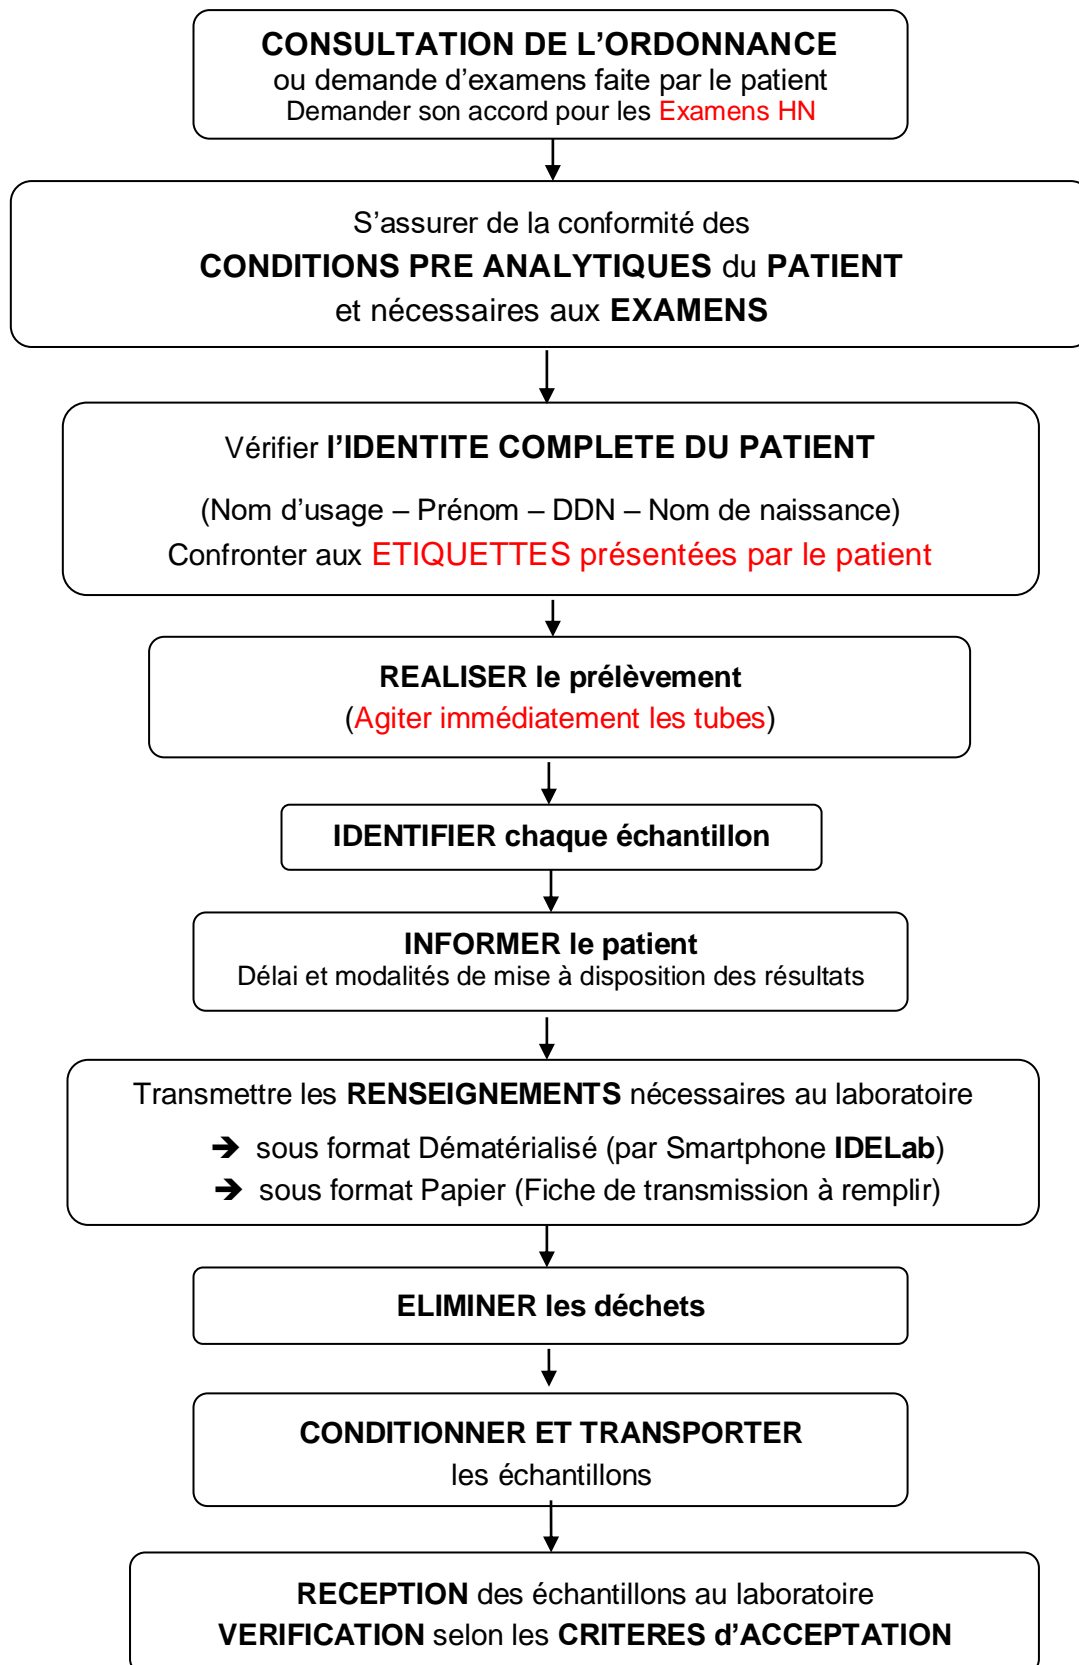 CONSULTATION DE L’ORDONNANCE
ou demande d’examens faite par le patient
Demander son accord pour les Examens HN
S’assurer de la conformité des
CONDITIONS PRE ANALYTIQUES du PATIENT
et nécessaires aux EXAMENS
Vérifier l’IDENTITE COMPLETE DU PATIENT
(Nom d’usage – Prénom – DDN – Nom de naissance)
Confronter aux ETIQUETTES présentées par le patient
REALISER le prélèvement
(Agiter immédiatement les tubes)
IDENTIFIER chaque échantillon
INFORMER le patient
Délai et modalités de mise à disposition des résultats
Transmettre les RENSEIGNEMENTS nécessaires au laboratoire
➔ sous format Dématérialisé (par Smartphone IDELab)
➔ sous format Papier (Fiche de transmission à remplir)
ELIMINER les déchets
CONDITIONNER ET TRANSPORTER
les échantillons
RECEPTION des échantillons au laboratoire
VERIFICATION selon les CRITERES d’ACCEPTATION